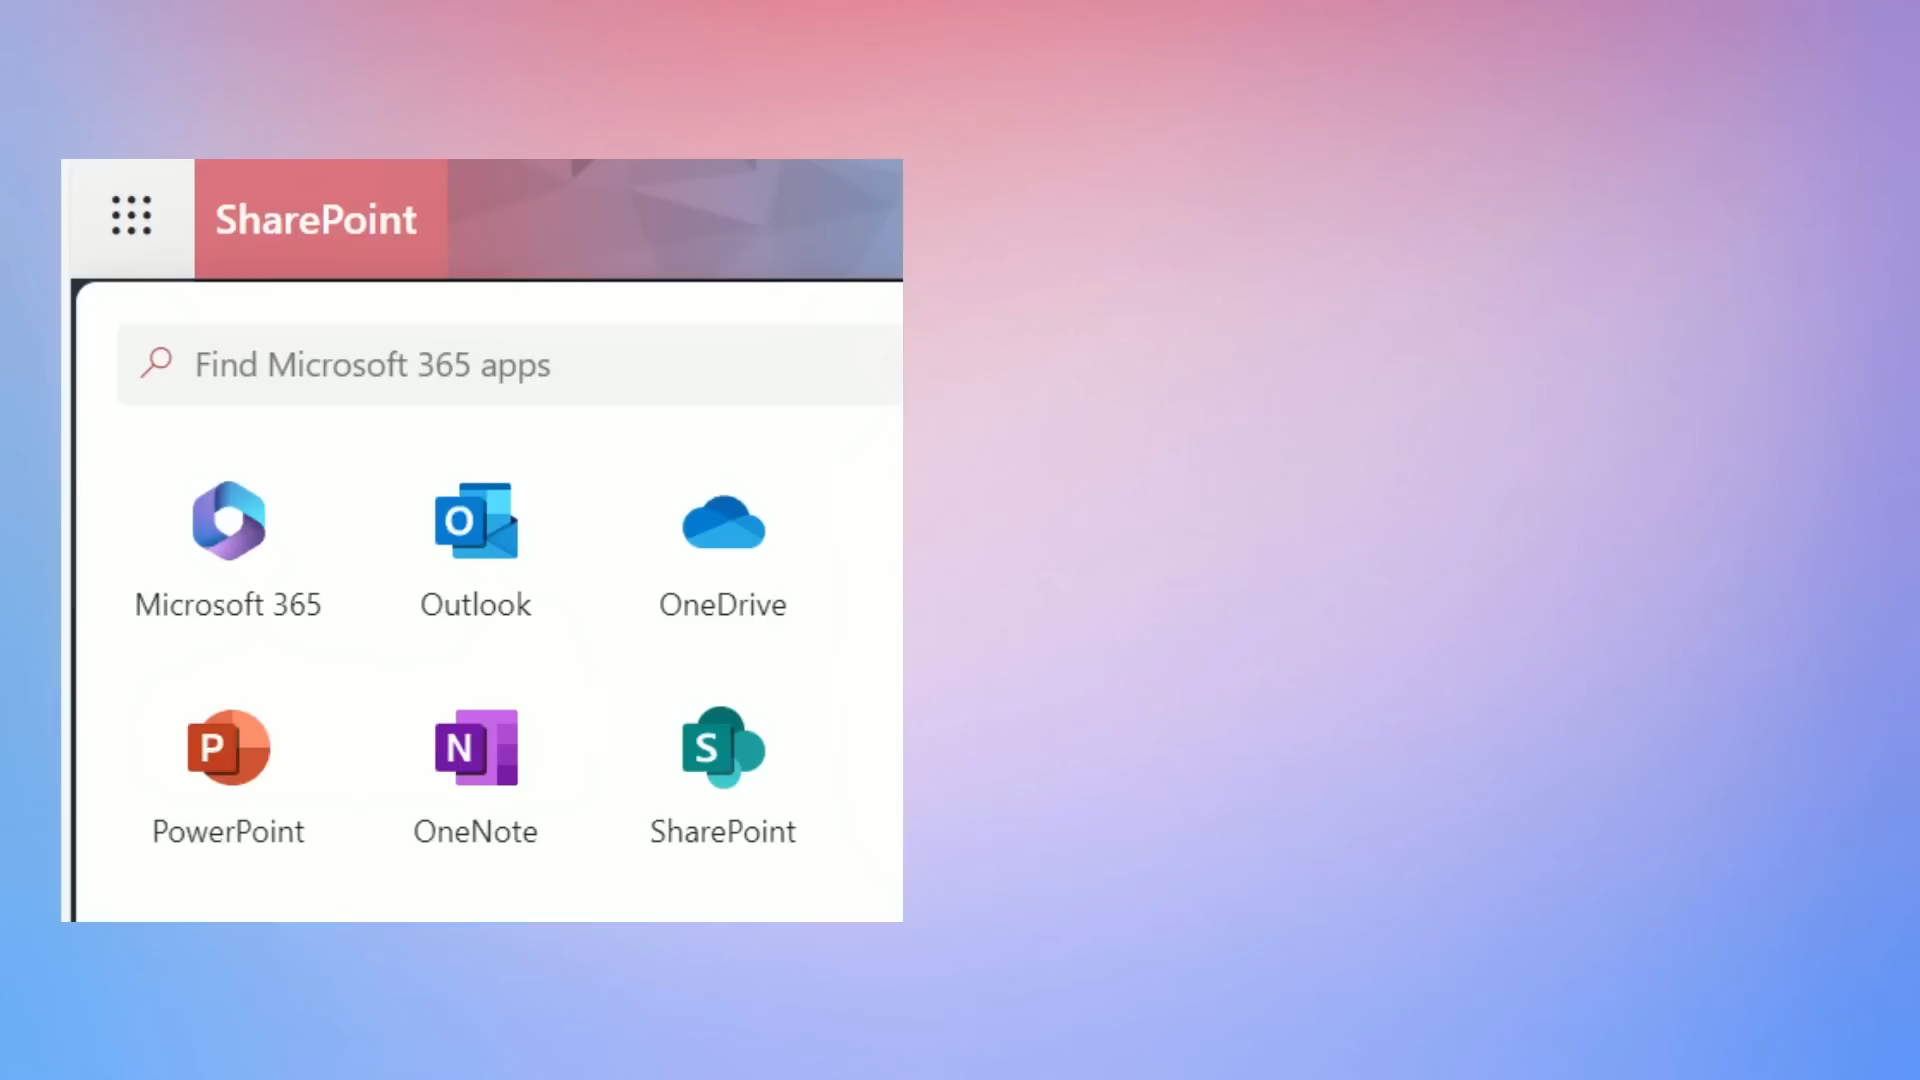 SharePoint
Find Microsoft 365 apps
O
Microsoft 365 Outlook OneDrive
P N S
PowerPoint OneNote SharePoint